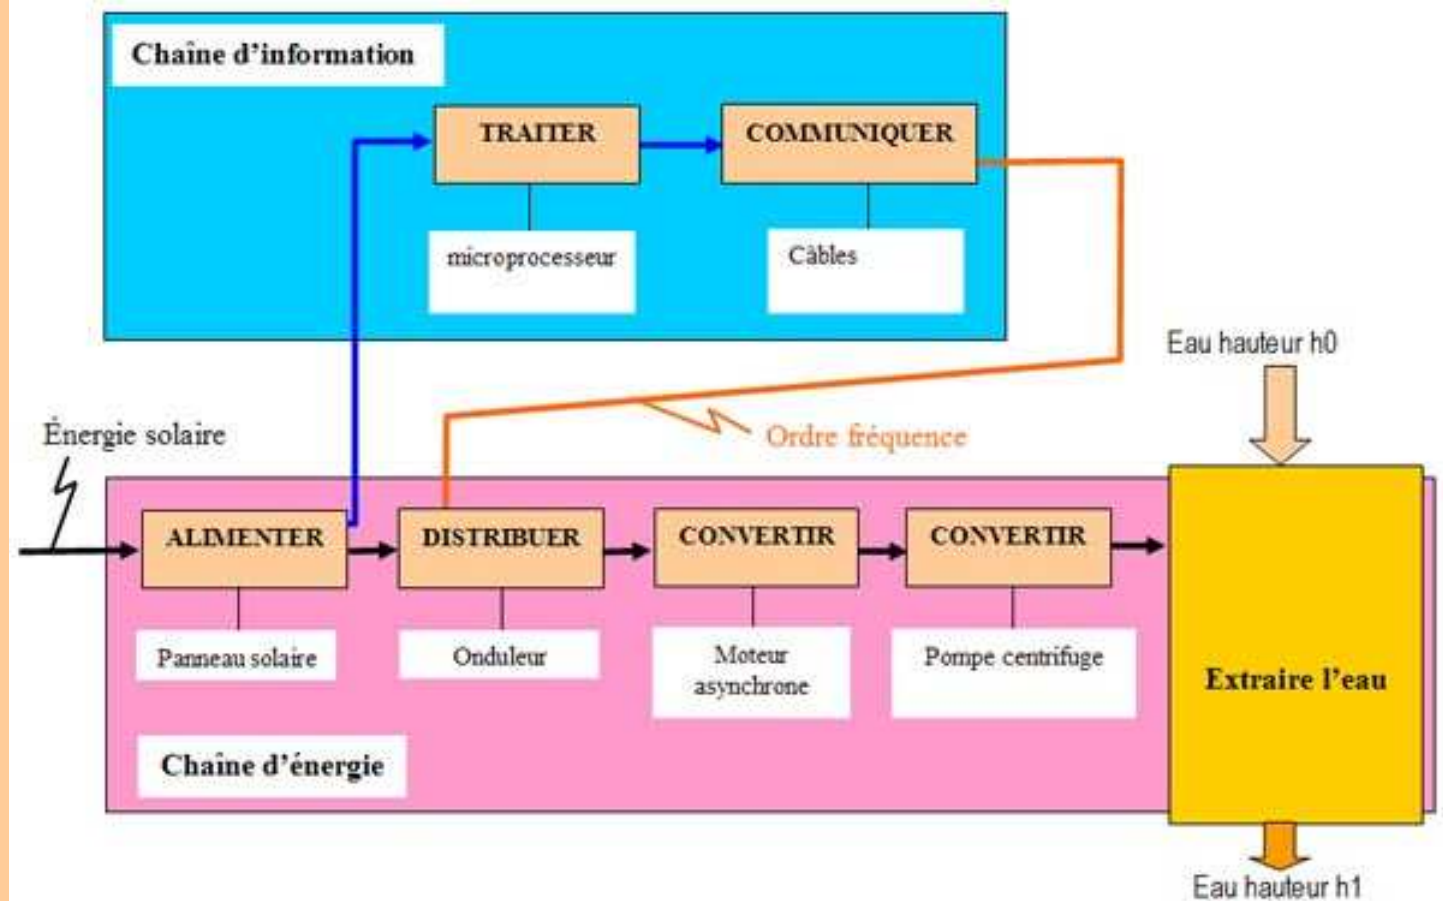 Chaîne d'information
TRAITER
COMMUNIQUER
microprocesseur
Câbles
Eau hauteur h0
Énergie solaire
Ordre fréquence
ALIMENTER
DISTRIBUER
CONVERTIR
CONVERTIR
Panneau solaire
Onduleur
Moteur
asynchrone
Pompe centrifuge
Extraire l'eau
Chaîne d'énergie
Eau hauteur h1